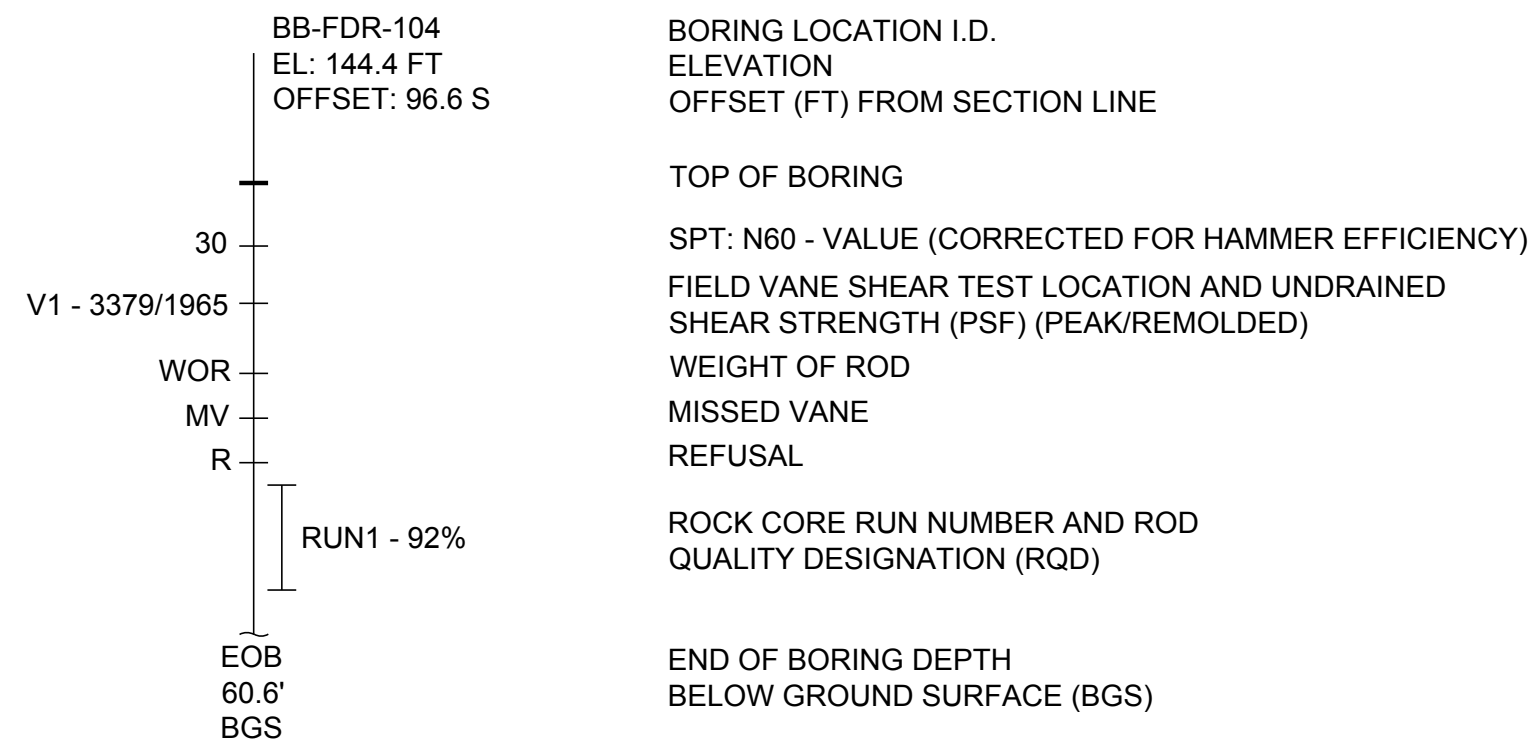 BB-FDR-104
EL: 144.4 FT
OFFSET: 96.6 S
BORING LOCATION I.D.
ELEVATION
OFFSET (FT) FROM SECTION LINE
TOP OF BORING
30
SPT: N60 - VALUE (CORRECTED FOR HAMMER EFFICIENCY)
V1 - 3379/1965
FIELD VANE SHEAR TEST LOCATION AND UNDRAINED
SHEAR STRENGTH (PSF) (PEAK/REMOLDED)
WOR
WEIGHT OF ROD
MV
MISSED VANE
R
REFUSAL
RUN1 - 92%
ROCK CORE RUN NUMBER AND ROD
QUALITY DESIGNATION (RQD)
EOB
60.6'
BGS
END OF BORING DEPTH
BELOW GROUND SURFACE (BGS)